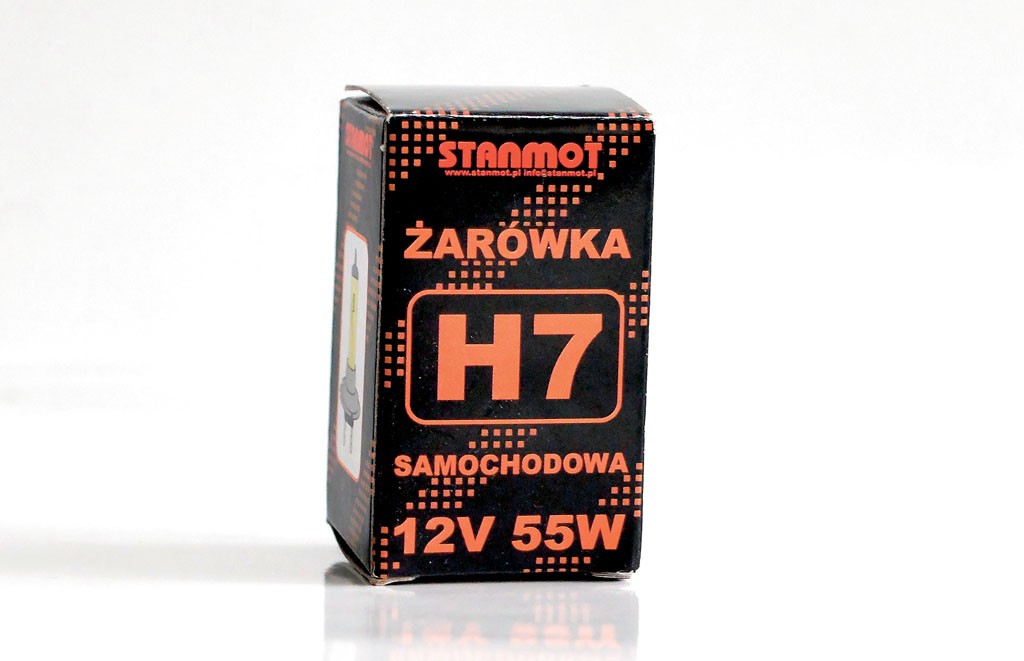 STANMOT
www.stanmot.pl info@stanmot.pl
ŻARÓWKA
H7
SAMOCHODOWA
12V 55W